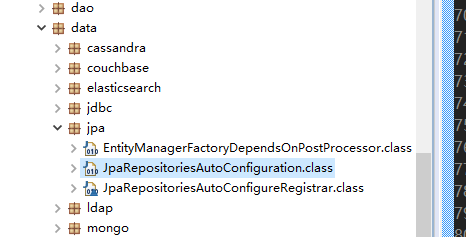 dao
data
cassandra
couchbase
elasticsearch
jdbc
jpa
EntityManagerFactoryDependsOnPostProcessor.class
JpaRepositoriesAutoConfiguration.class
JpaRepositoriesAutoConfigureRegistrar.class
ldap
mongo